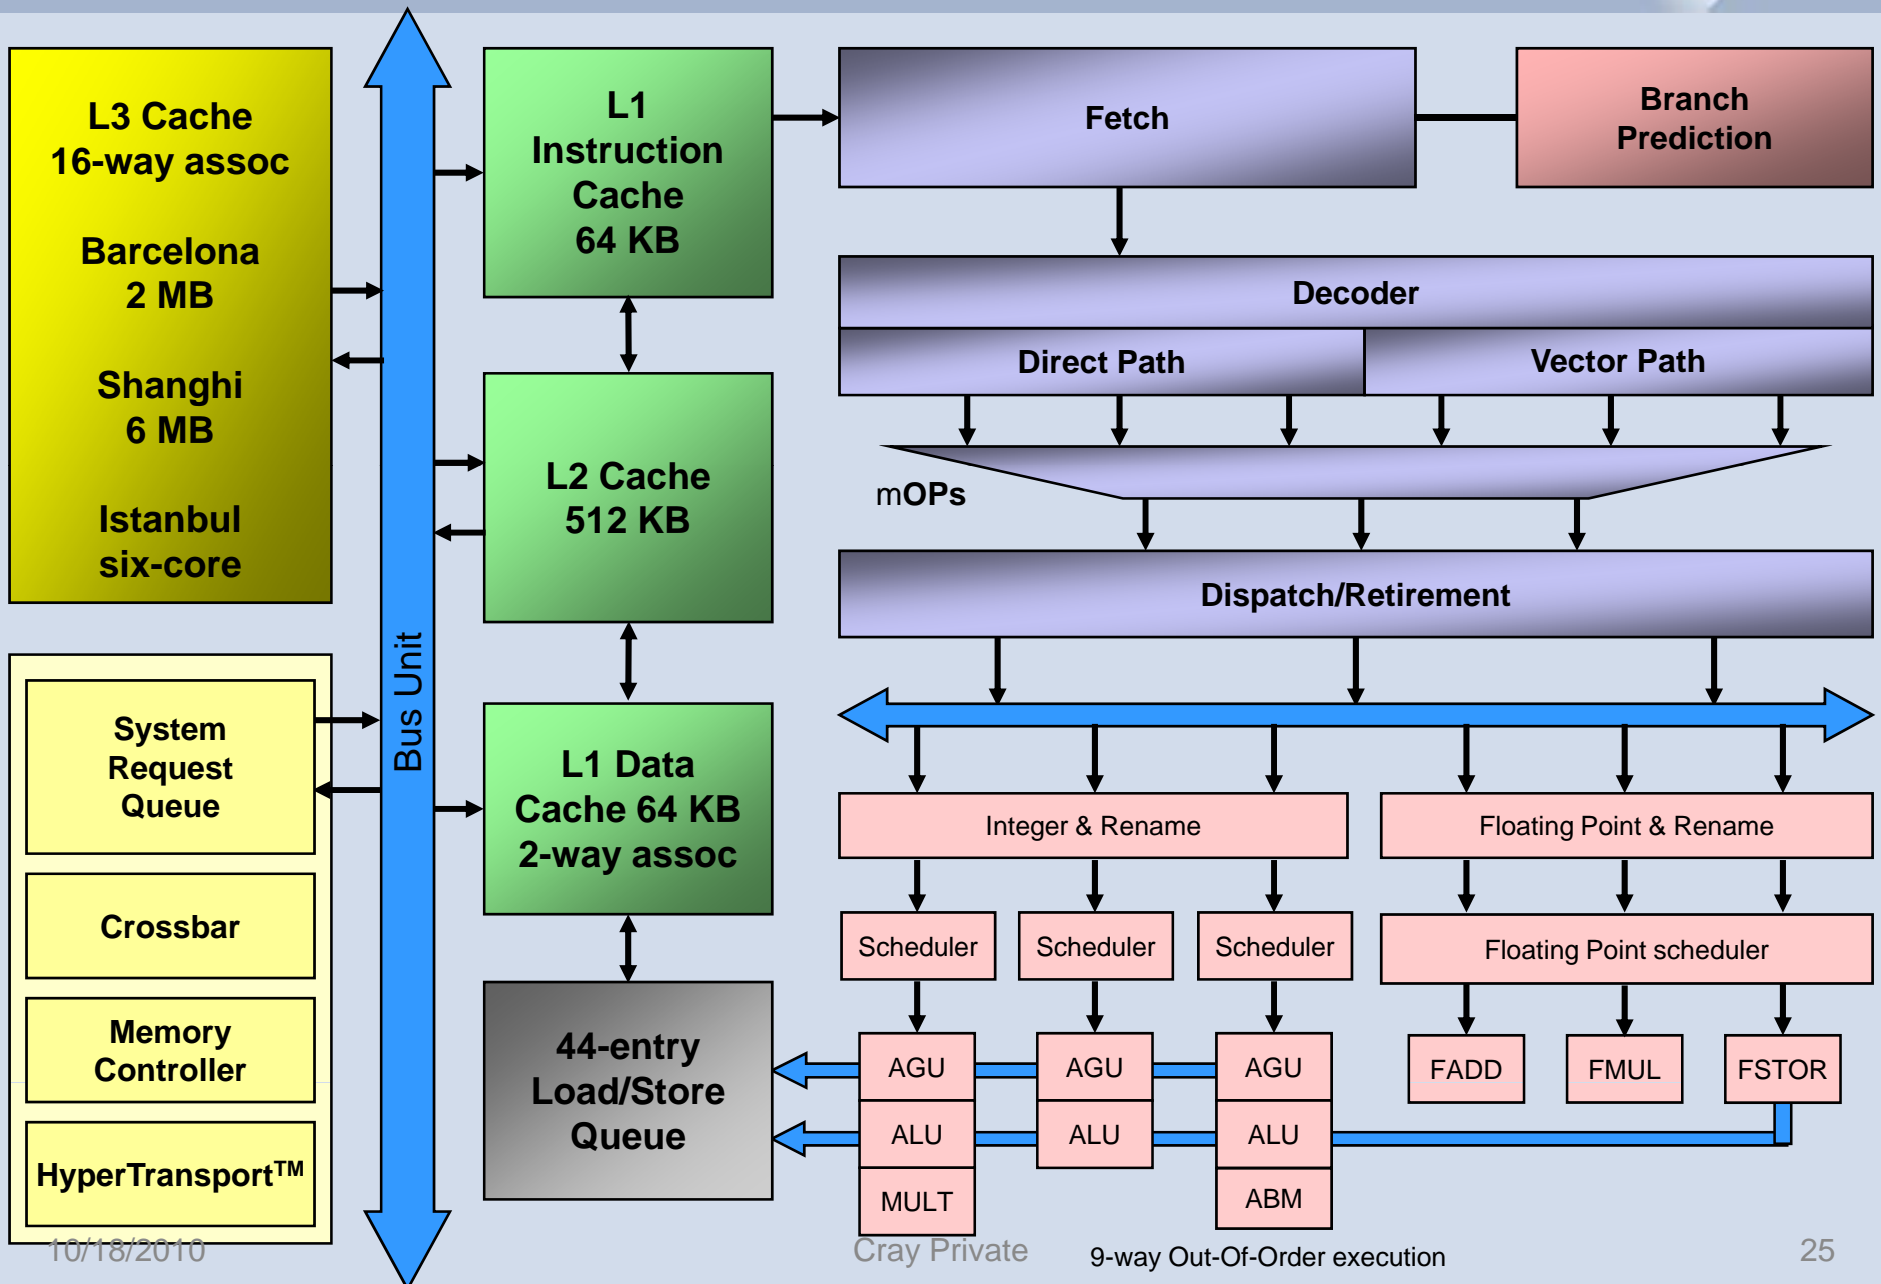 L3 Cache
16-way assoc
Barcelona
2 MB
Shanghi
6 MB
Istanbul
six-core
System
Request
Queue
Crossbar
Memory
Controller
HyperTransport™
Bus Unit
L1
Instruction
Cache
64 KB
L2 Cache
512 KB
L1 Data
Cache 64 KB
2-way assoc
44-entry
Load/Store
Queue
Fetch
Branch
Prediction
Decoder
Direct Path
Vector Path
mOPs
Dispatch/Retirement
Integer & Rename
Floating Point & Rename
Scheduler
Scheduler
Scheduler
Floating Point scheduler
AGU
AGU
AGU
FADD
FMUL
FSTOR
ALU
ALU
ALU
MULT
ABM
10/18/2010
Cray Private
9-way Out-Of-Order execution
25